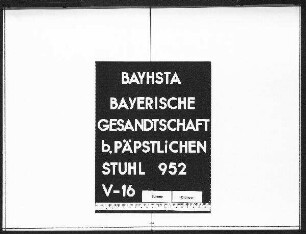 BAYHSTA
BAYERISCHE
GESANDTSCHAFT
b, PÄPSTLiCHEN
STUHL 952
V-16